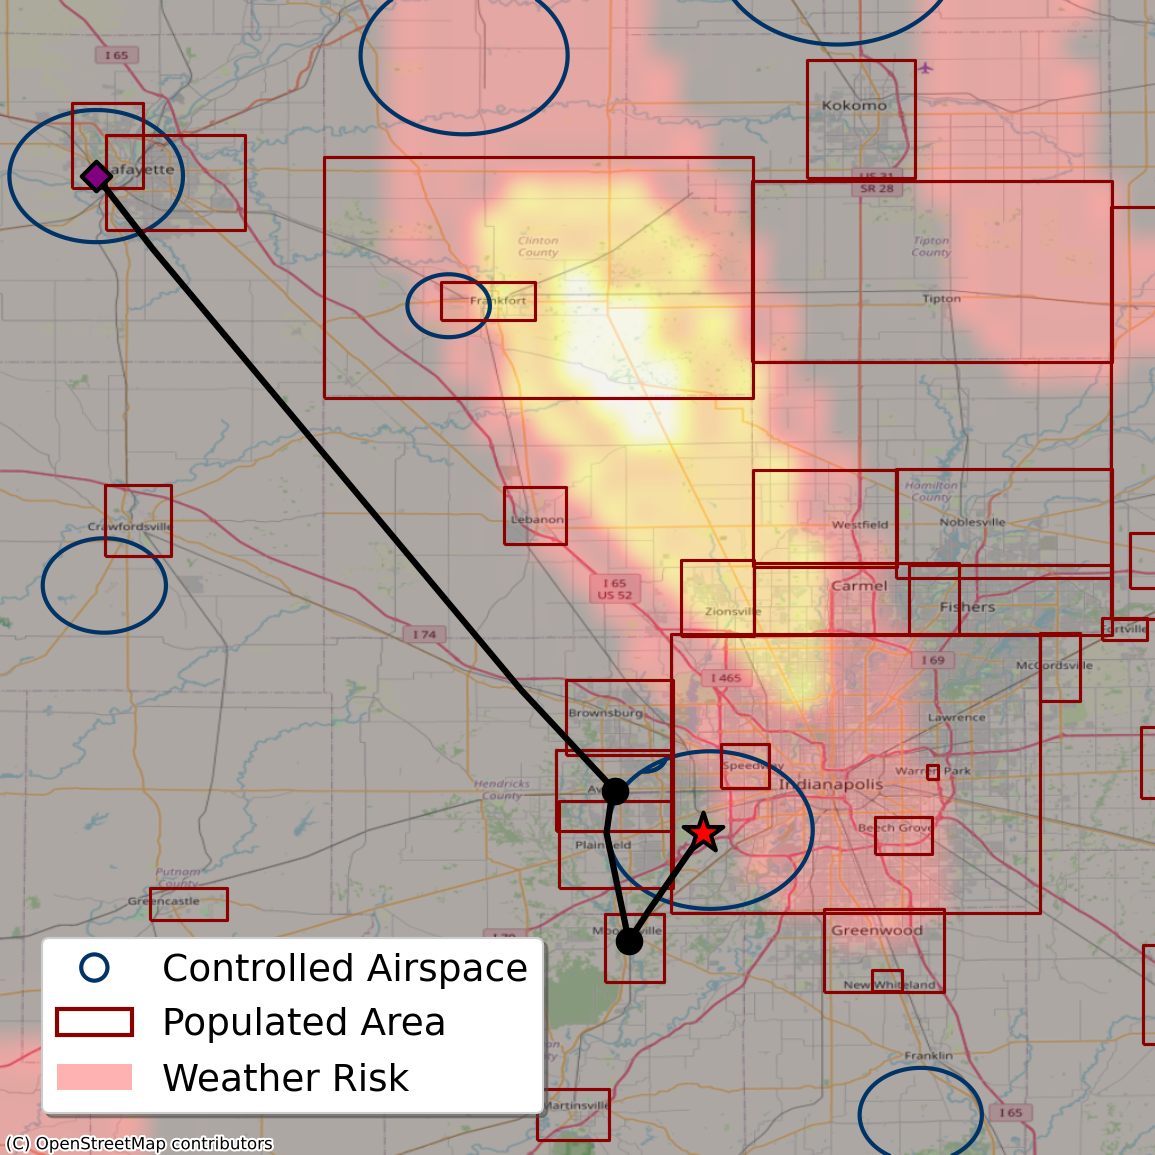 I 65
Kokomo
US 31
SR 28
afayette
Clinton
County
Tipton
County
Frankfort
Tipton
Hamilton
County
Crawfordsville
Lebanon
Westfield
Noblesville
I 65
US 52
Carmel
Zionsville
Fishers
I 74
Fortville
I 69
McCordsville
I 465
Brownsburg
Lawrence
Speedway
Warren Park
Hendricks
County
Indianapolis
Beech Grove
Plainfield
Putnam
County
Greencastle
Greenwood
I 70
New Whiteland
Franklin
Martinsville
I 65
Controlled Airspace
Populated Area
Weather Risk
(C) OpenStreetMap contributors